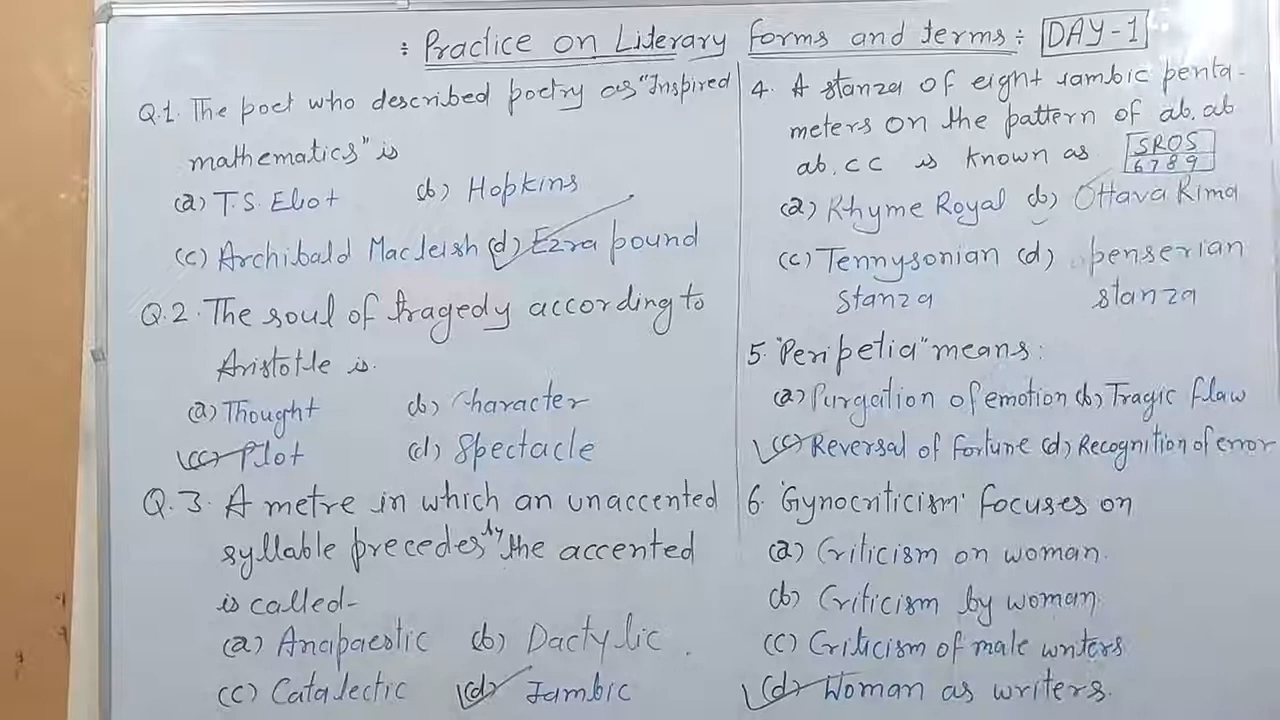 ÷ Practice on Literary forms and terms ÷ DAY-1
Q.1. The poet who described poetry as "Inspired
mathematics" is
(a) T.S. Eliot (b) Hopkins
(c) Archibald Macleish (d) Ezra pound
Q.2. The soul of tragedy according to
Aristotle is.
(a) Thought (b) Character
(c) Plot (d) Spectacle
Q.3. A metre in which an unaccented
syllable precedes by the accented
is called-
(a) Anapaestic (b) Dactylic.
(c) Catalectic (d) Iambic
4. A stanza of eight iambic penta-
meters on the pattern of ab, ab
ab, cc is known as
SROS
6789
(a) Rhyme Royal (b) Ottava Rima
(c) Tennysonian (d) penserian
Stanza stanza
5. "Peripetia" means:
(a) Purgation of emotion (b) Tragic flaw
(c) Reversal of fortune (d) Recognition of error
6. 'Gynocriticism' focuses on
(a) Criticism on woman.
(b) Criticism by woman.
(c) Criticism of male writers
(d) Woman as writers.